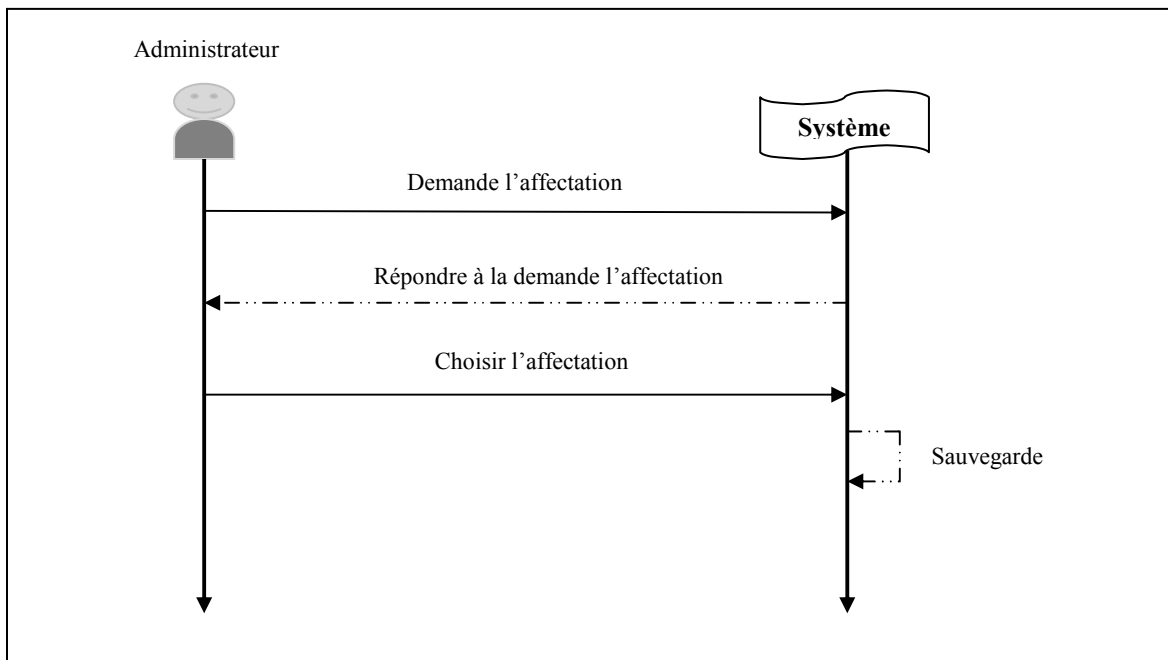 Administrateur
Système
Demande l’affectation
Répondre à la demande l’affectation
Choisir l’affectation
Sauvegarde